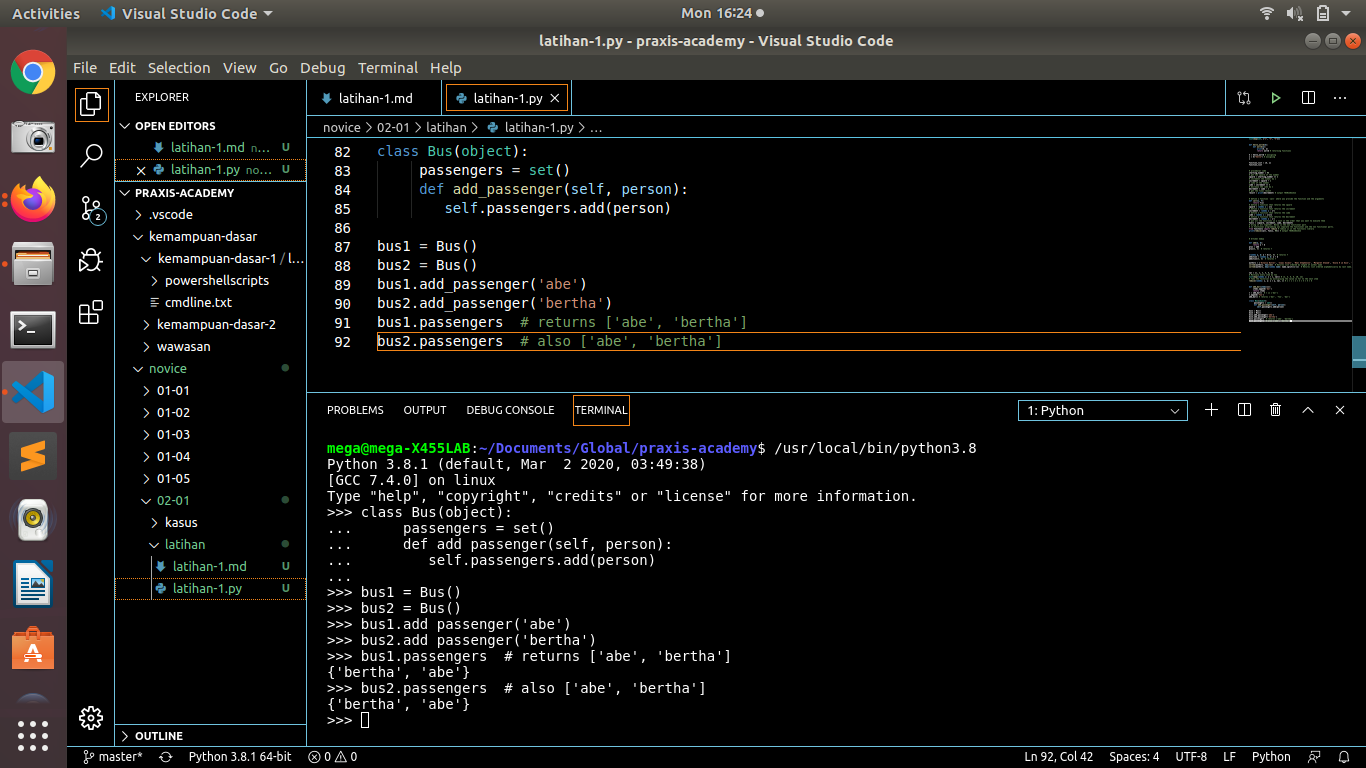 Activities Visual Studio Code Mon 16:24
latihan-1.py - praxis-academy - Visual Studio Code
File Edit Selection View Go Debug Terminal Help
EXPLORER
OPEN EDITORS
latihan-1.md n... U
latihan-1.py no... U
PRAXIS-ACADEMY
.vscode
kemampuan-dasar
kemampuan-dasar-1 / l...
powershellscripts
cmdline.txt
kemampuan-dasar-2
wawasan
novice
01-01
01-02
01-03
01-04
01-05
02-01
kasus
latihan
latihan-1.md U
latihan-1.py U
OUTLINE
2
latihan-1.md latihan-1.py
novice > 02-01 > latihan > latihan-1.py > ...
82 class Bus(object):
83 passengers = set()
84 def add_passenger(self, person):
85 self.passengers.add(person)
86
87 bus1 = Bus()
88 bus2 = Bus()
89 bus1.add_passenger('abe')
90 bus2.add_passenger('bertha')
91 bus1.passengers # returns ['abe', 'bertha']
92 bus2.passengers # also ['abe', 'bertha']
PROBLEMS OUTPUT DEBUG CONSOLE TERMINAL 1: Python
mega@mega-X455LAB:~/Documents/Global/praxis-academy$ /usr/local/bin/python3.8
Python 3.8.1 (default, Mar  2 2020, 03:49:38)
[GCC 7.4.0] on linux
Type "help", "copyright", "credits" or "license" for more information.
>>> class Bus(object):
... passengers = set()
... def add passenger(self, person):
... self.passengers.add(person)
...
>>> bus1 = Bus()
>>> bus2 = Bus()
>>> bus1.add passenger('abe')
>>> bus2.add passenger('bertha')
>>> bus1.passengers # returns ['abe', 'bertha']
{'bertha', 'abe'}
>>> bus2.passengers # also ['abe', 'bertha']
{'bertha', 'abe'}
>>>
master* Python 3.8.1 64-bit 0 0 Ln 92, Col 42 Spaces: 4 UTF-8 LF Python